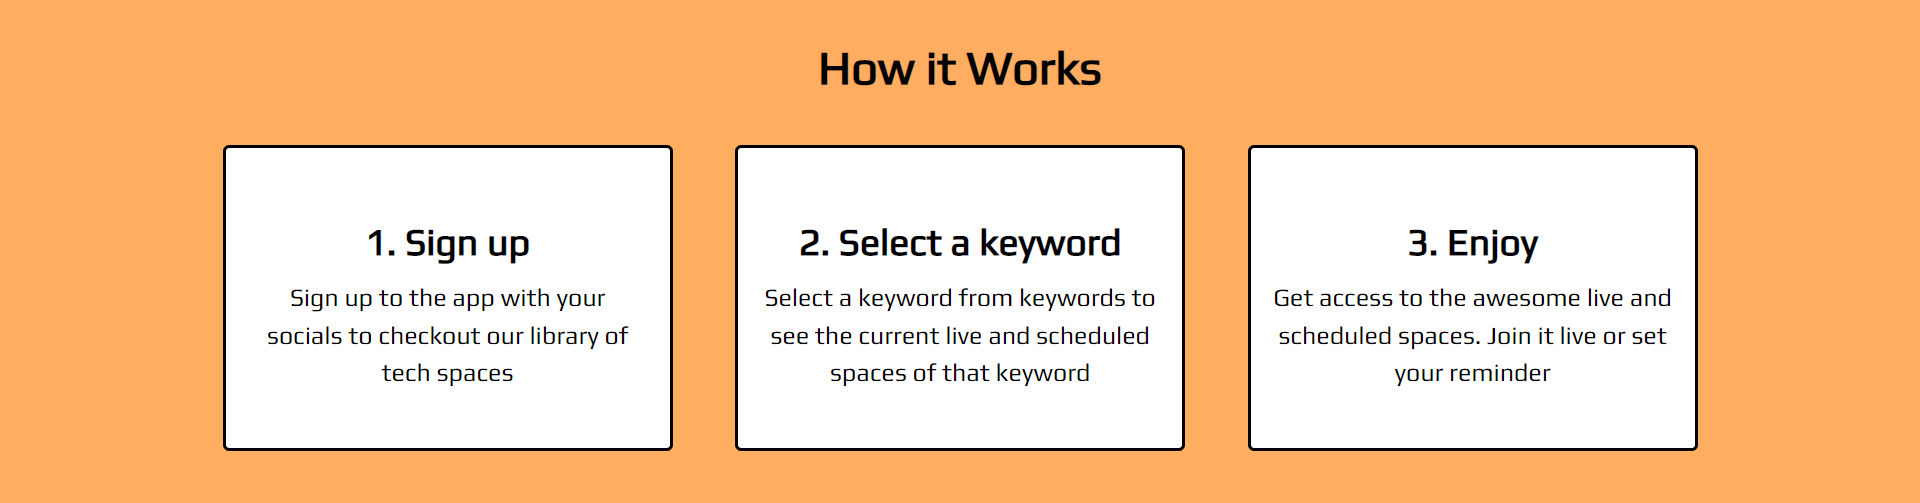 How it Works
1. Sign up
Sign up to the app with your
socials to checkout our library of
tech spaces
2. Select a keyword
Select a keyword from keywords to
see the current live and scheduled
spaces of that keyword
3. Enjoy
Get access to the awesome live and
scheduled spaces. Join it live or set
your reminder